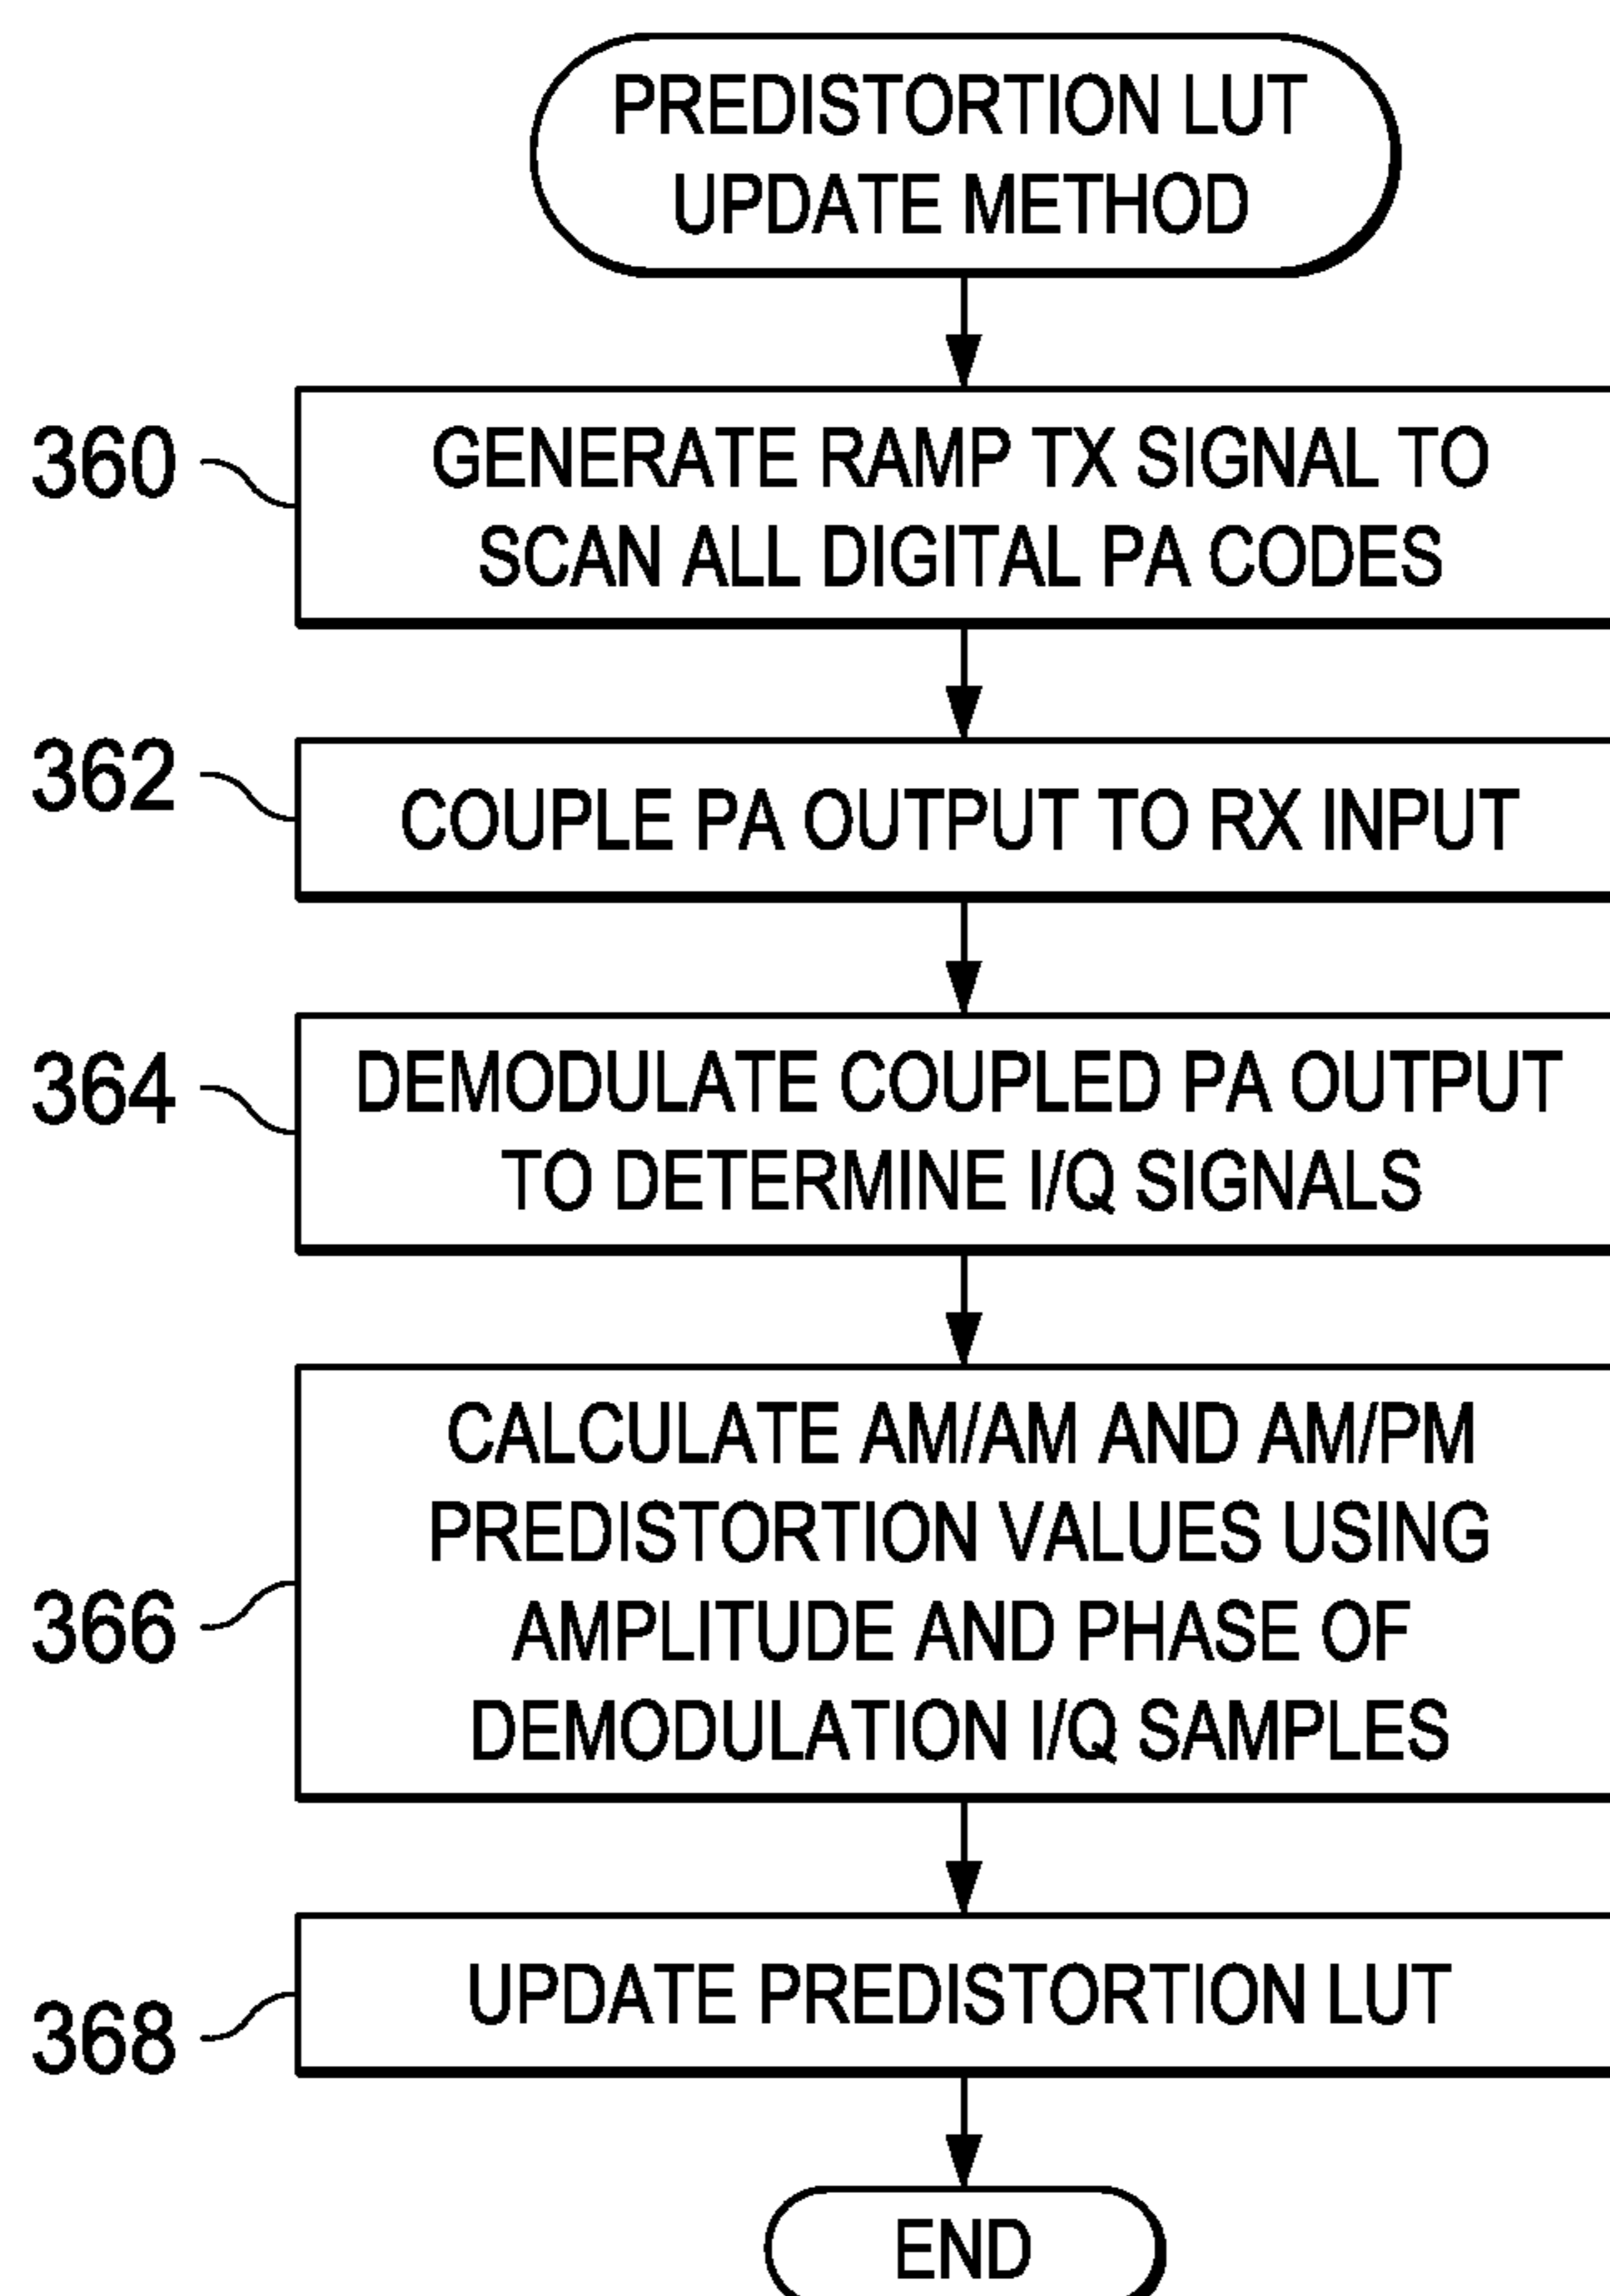 PREDISTORTION LUT
UPDATE METHOD
360
GENERATE RAMP TX SIGNAL TO
SCAN ALL DIGITAL PA CODES
362
COUPLE PA OUTPUT TO RX INPUT
364
DEMODULATE COUPLED PA OUTPUT
TO DETERMINE I/Q SIGNALS
366
CALCULATE AM/AM AND AM/PM
PREDISTORTION VALUES USING
AMPLITUDE AND PHASE OF
DEMODULATION I/Q SAMPLES
368
UPDATE PREDISTORTION LUT
END